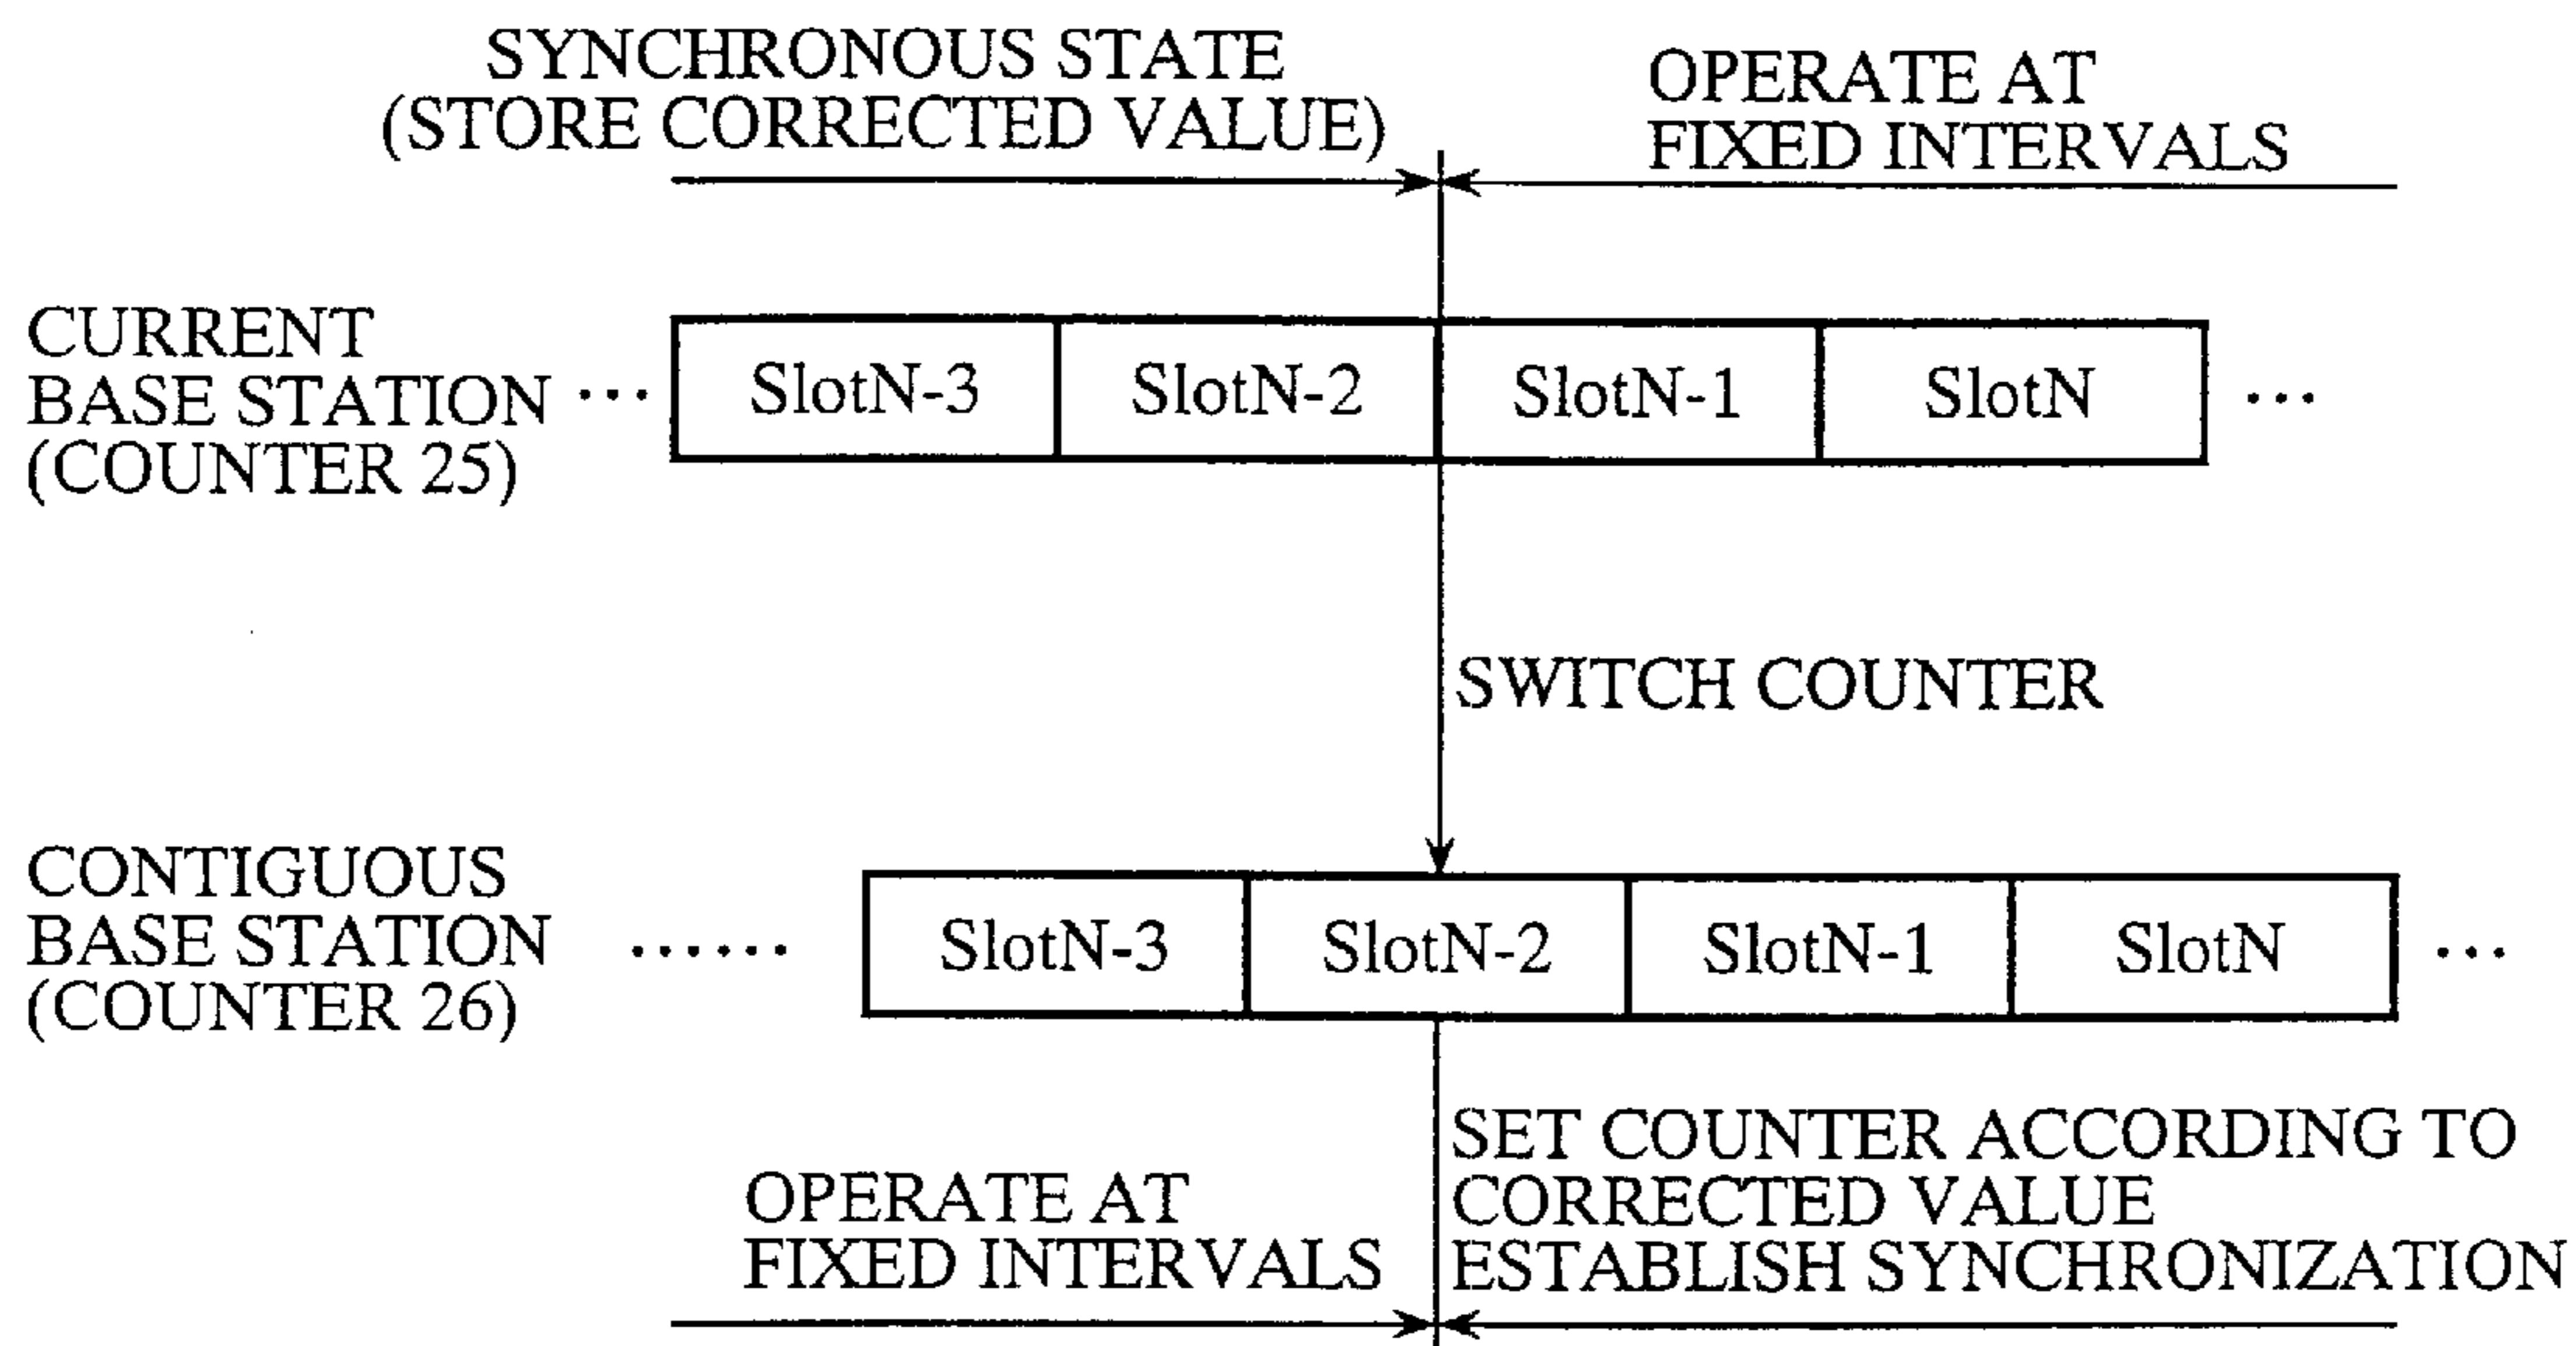 SYNCHRONOUS STATE
(STORE CORRECTED VALUE)
OPERATE AT
FIXED INTERVALS
CURRENT
BASE STATION ...
(COUNTER 25)
SlotN-3 SlotN-2 SlotN-1 SlotN ...
SWITCH COUNTER
CONTIGUOUS
BASE STATION ......
(COUNTER 26)
SlotN-3 SlotN-2 SlotN-1 SlotN ...
OPERATE AT
FIXED INTERVALS
SET COUNTER ACCORDING TO
CORRECTED VALUE
ESTABLISH SYNCHRONIZATION